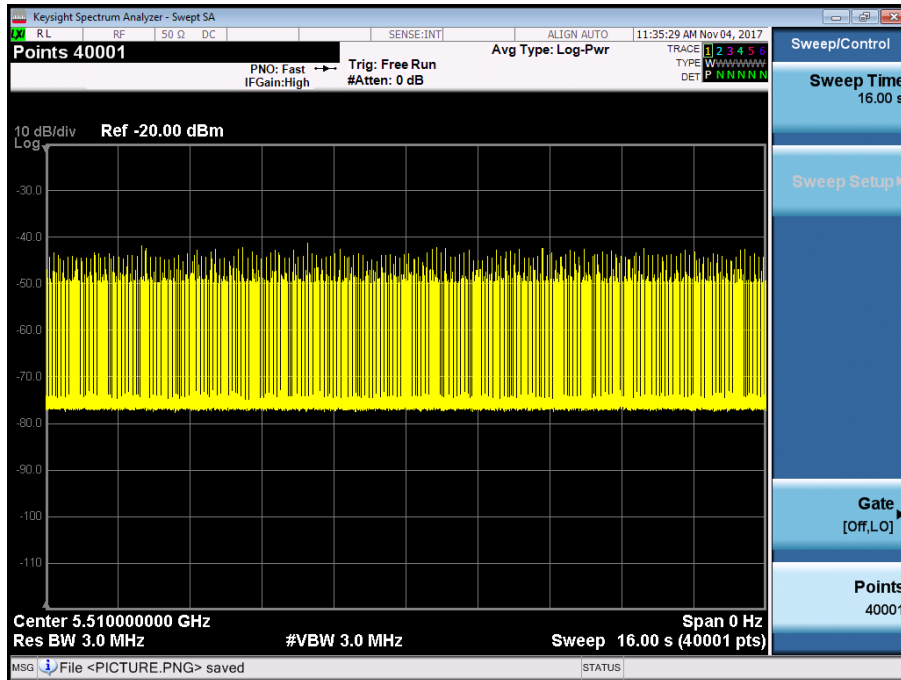 Keysight Spectrum Analyzer - Swept SA
LXI RL RF 50 Ω DC SENSE:INT ALIGN AUTO 11:35:29 AM Nov 04, 2017
Points 40001
PNO: Fast
IFGain:High
Trig: Free Run
#Atten: 0 dB
Avg Type: Log-Pwr
TRACE 1 2 3 4 5 6
TYPE WWWWWWW
DET P N N N N N
Sweep/Control
Sweep Time
16.00 s
Sweep Setup
Gate
[Off,LO]
Points
40001
10 dB/div Ref -20.00 dBm
Log
-30.0
-40.0
-50.0
-60.0
-70.0
-80.0
-90.0
-100
-110
Center 5.510000000 GHz Span 0 Hz
Res BW 3.0 MHz #VBW 3.0 MHz Sweep 16.00 s (40001 pts)
MSG File <PICTURE.PNG> saved STATUS